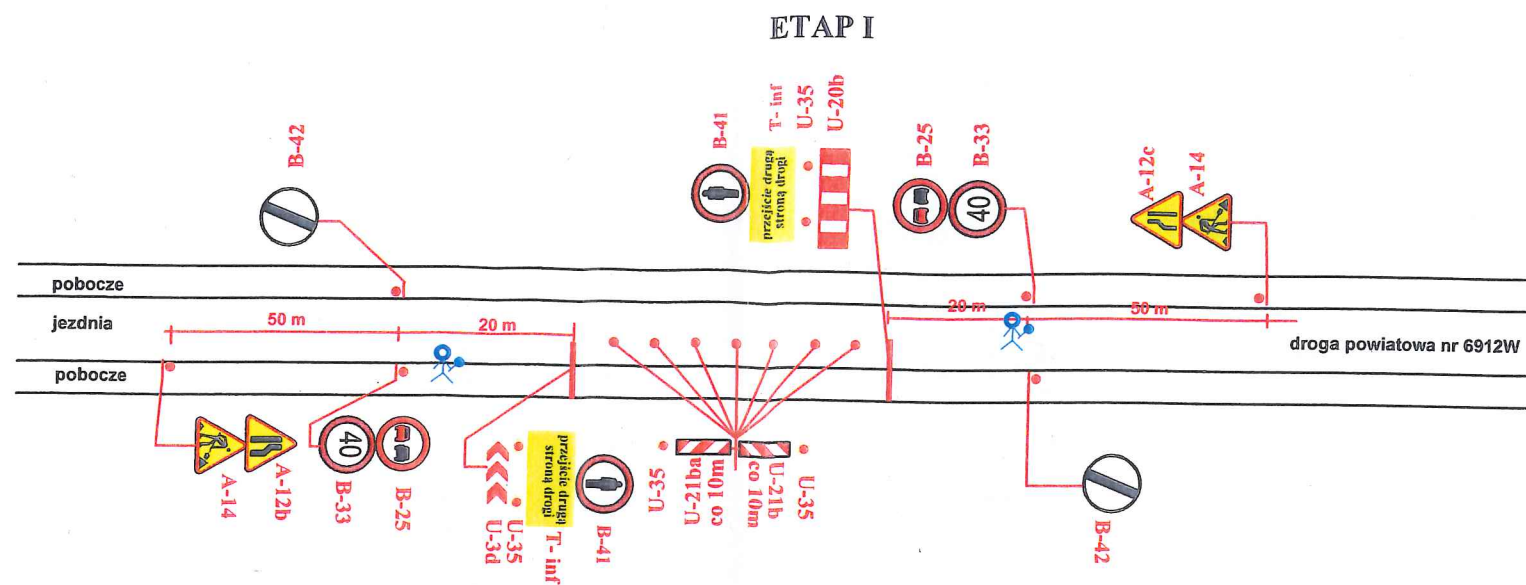 ETAP I
B-42
B-41
T- inf
U-35
U-20b
przejście drugą
stroną drogi
B-25
B-33
40
A-12c
A-14
pobocze
jezdnia
50 m
20 m
20 m
50 m
droga powiatowa nr 6912W
pobocze
A-14
A-12b
40
B-33
B-25
U-3d
U-35
przejście drugą
stroną drogi
T- inf
B-41
U-35
U-21ba
co 10m
U-21b
co 10m
U-35
B-42